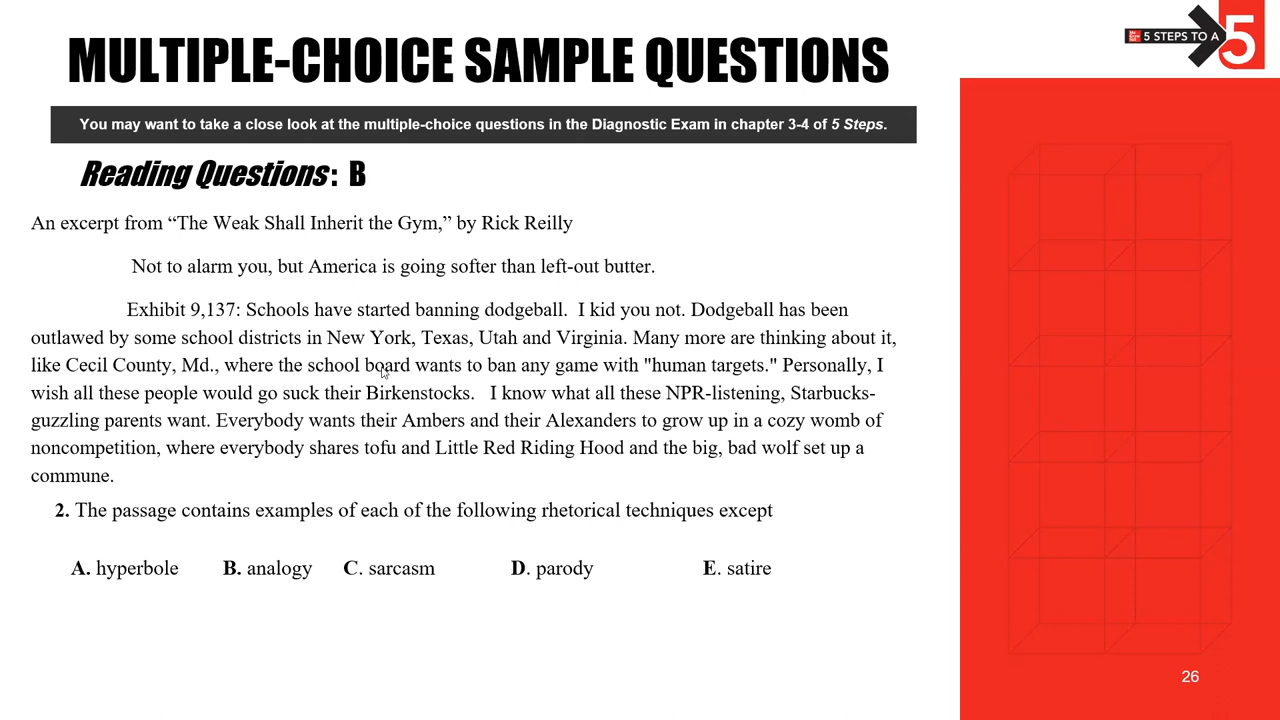 5 STEPS TO A 5
MULTIPLE-CHOICE SAMPLE QUESTIONS
You may want to take a close look at the multiple-choice questions in the Diagnostic Exam in chapter 3-4 of 5 Steps.
Reading Questions: B
An excerpt from “The Weak Shall Inherit the Gym,” by Rick Reilly
Not to alarm you, but America is going softer than left-out butter.
Exhibit 9,137: Schools have started banning dodgeball.  I kid you not. Dodgeball has been
outlawed by some school districts in New York, Texas, Utah and Virginia. Many more are thinking about it,
like Cecil County, Md., where the school board wants to ban any game with "human targets." Personally, I
wish all these people would go suck their Birkenstocks.   I know what all these NPR-listening, Starbucks-
guzzling parents want. Everybody wants their Ambers and their Alexanders to grow up in a cozy womb of
noncompetition, where everybody shares tofu and Little Red Riding Hood and the big, bad wolf set up a
commune.
2. The passage contains examples of each of the following rhetorical techniques except
A. hyperbole B. analogy C. sarcasm D. parody E. satire
26